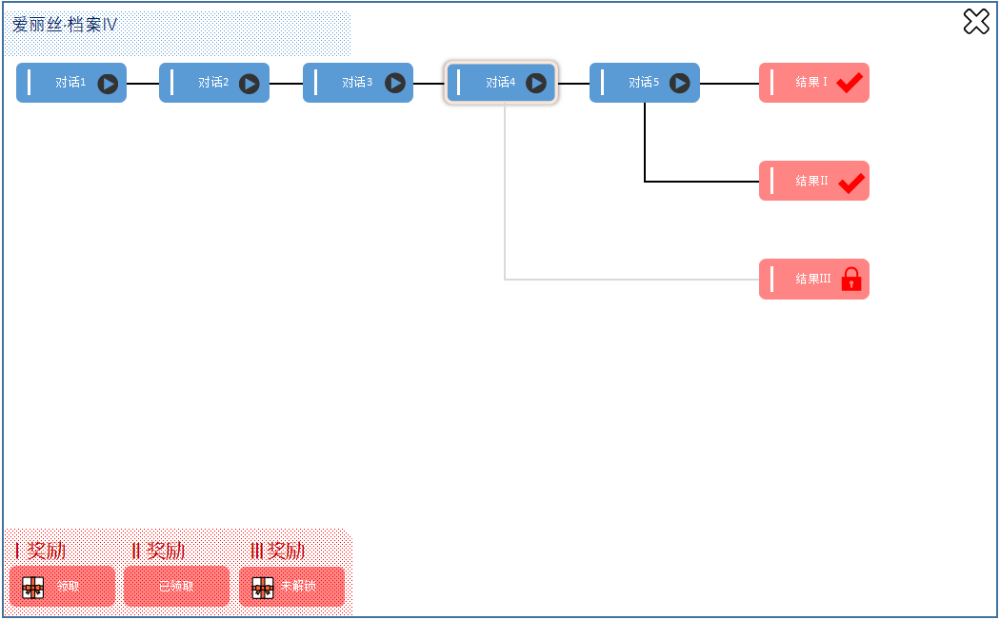 爱丽丝·档案IV
对话1
对话2
对话3
对话4
对话5
结果 I
结果II
结果III
I 奖励
II 奖励
III 奖励
领取
已领取
未解锁